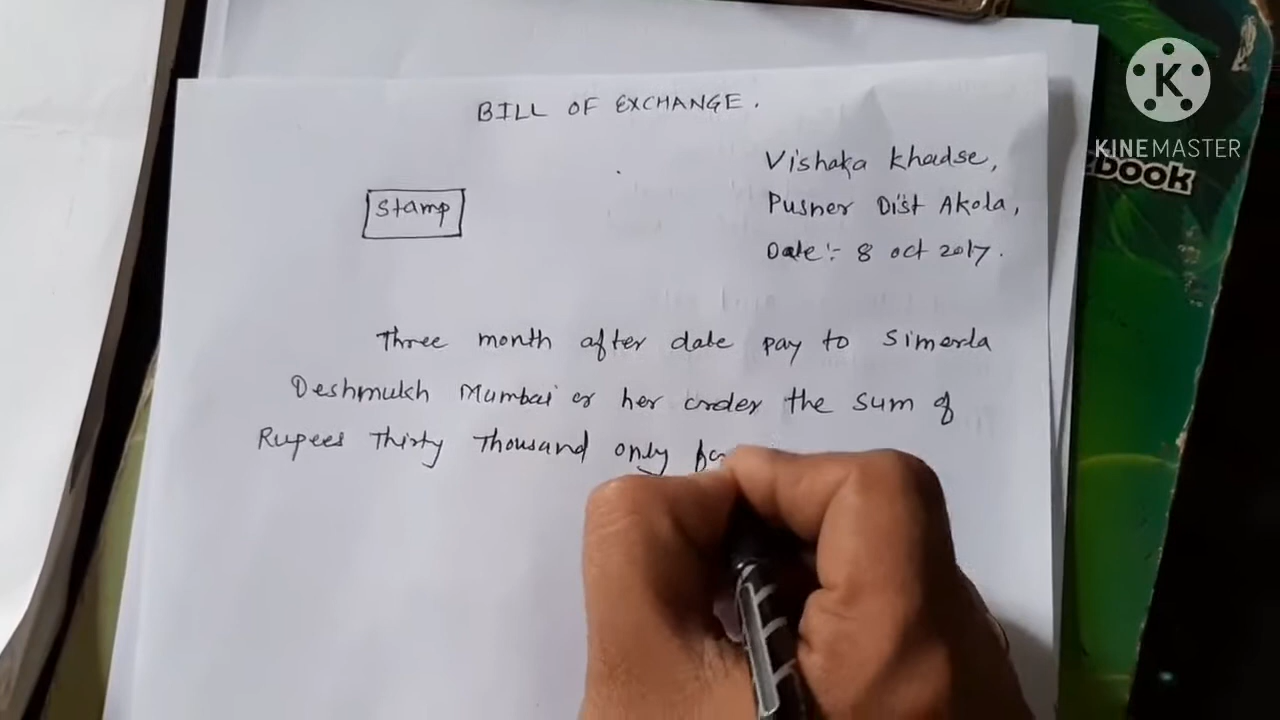 BILL OF EXCHANGE.
Vishaka Khadse,
Stamp
Pusner Dist Akola,
Date:- 8 oct 2017.
Three month after date pay to Simerla
Deshmukh Mumbai or her order the sum of
Rupees Thirty Thousand only
K
KINEMASTER
book